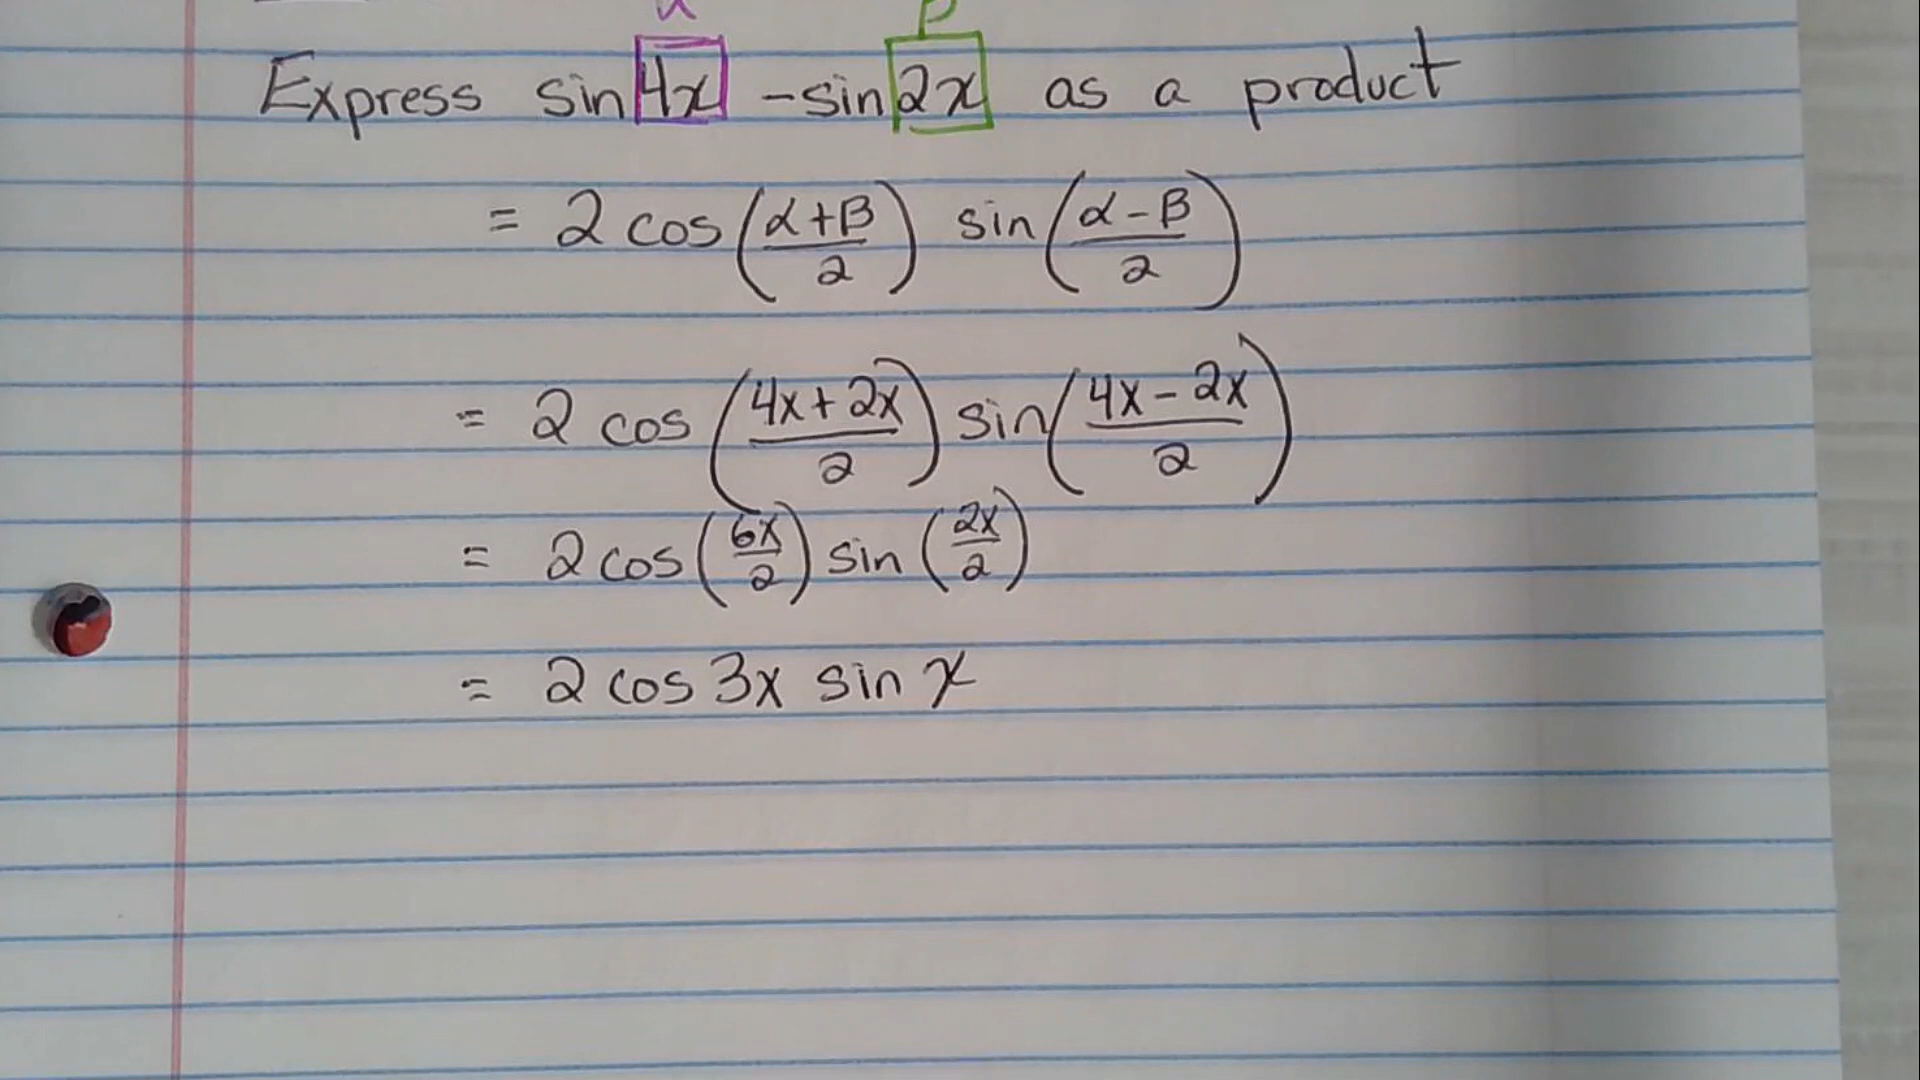 α β
Express sin 4x - sin 2x as a product
= 2 cos (α+β/2) sin (α-β/2)
= 2 cos (4x+2x/2) sin (4x-2x/2)
= 2 cos (6x/2) sin (2x/2)
= 2 cos 3x sin x